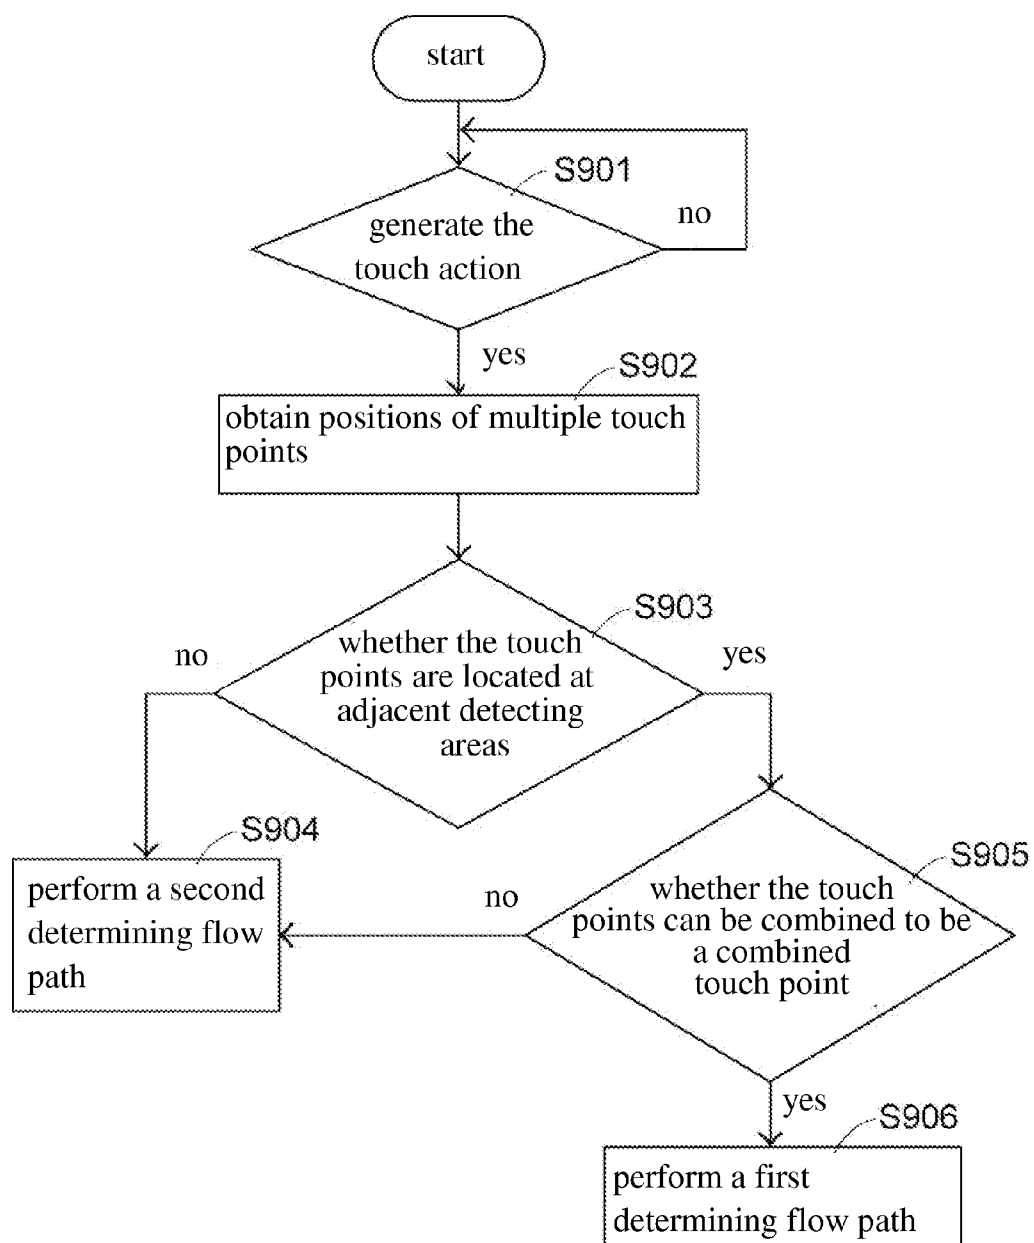 start
S901
generate the
touch action
no
yes
S902
obtain positions of multiple touch
points
S903
whether the touch
points are located at
adjacent detecting
areas
no
yes
S904
perform a second
determining flow
path
S905
whether the touch
points can be combined to be
a combined
touch point
no
yes
S906
perform a first
determining flow path